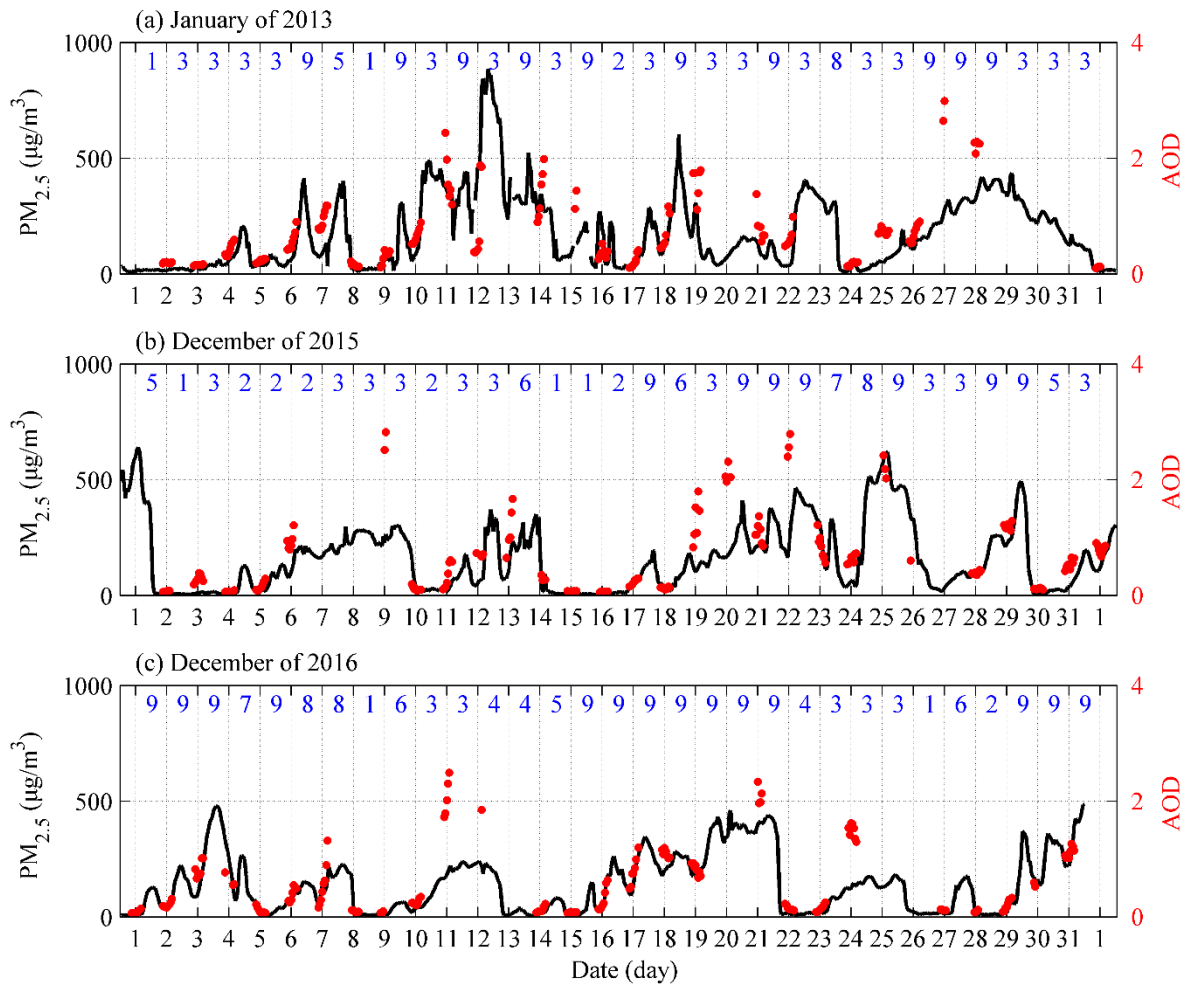 (a) January of 2013
1 3 3 3 3 9 5 1 9 3 9 3 9 3 9 2 3 9 3 3 9 3 8 3 3 9 9 9 3 3 3
1000
500
0
PM2.5 (µg/m³)
4
2
0
AOD
1 2 3 4 5 6 7 8 9 10 11 12 13 14 15 16 17 18 19 20 21 22 23 24 25 26 27 28 29 30 31 1
(b) December of 2015
5 1 3 2 2 2 3 3 3 2 3 3 6 1 1 2 9 6 3 9 9 9 7 8 9 3 3 9 9 5 3
1000
500
0
PM2.5 (µg/m³)
4
2
0
AOD
1 2 3 4 5 6 7 8 9 10 11 12 13 14 15 16 17 18 19 20 21 22 23 24 25 26 27 28 29 30 31 1
(c) December of 2016
9 9 9 7 9 8 8 1 6 3 3 4 4 5 9 9 9 9 9 9 9 4 3 3 3 1 6 2 9 9 9
1000
500
0
PM2.5 (µg/m³)
4
2
0
AOD
1 2 3 4 5 6 7 8 9 10 11 12 13 14 15 16 17 18 19 20 21 22 23 24 25 26 27 28 29 30 31 1
Date (day)